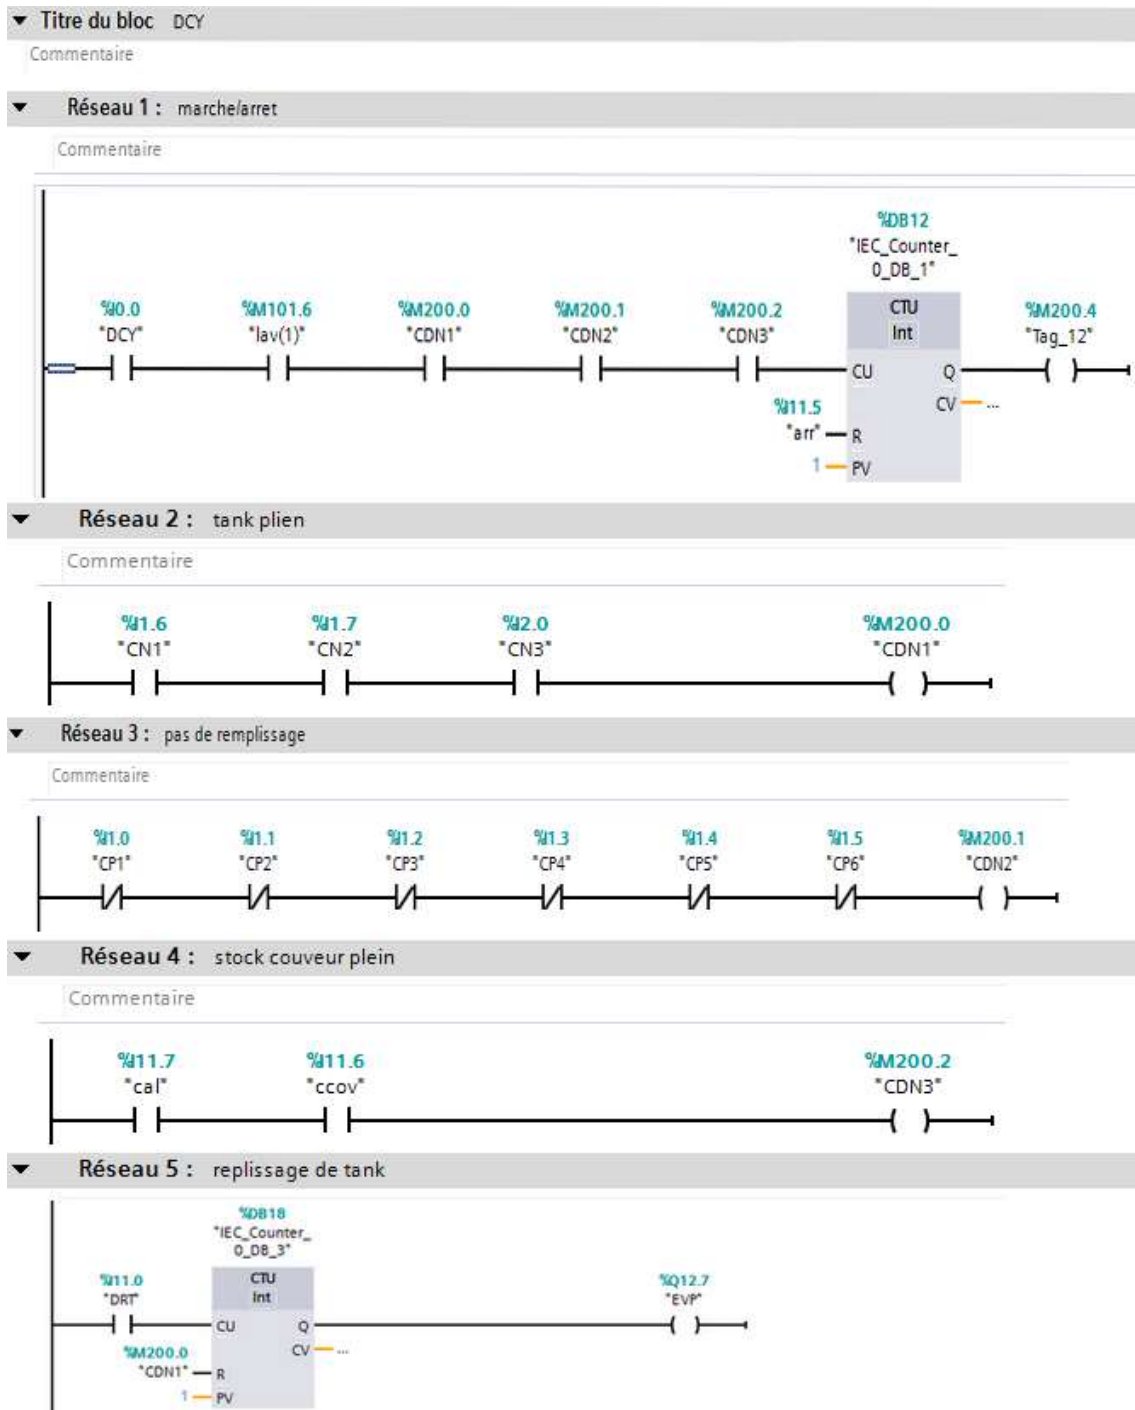 Titre du bloc DCY
Commentaire
Réseau 1 : marche/arret
Commentaire
%DB12
"IEC_Counter_
0_DB_1"
%I0.0 %M101.6 %M200.0 %M200.1 %M200.2 CTU %M200.4
"DCY" "lav(1)" "CDN1" "CDN2" "CDN3" Int "Tag_12"
CU Q
%I11.5 CV ...
"arr" R
1 PV
Réseau 2 : tank plien
Commentaire
%I1.6 %I1.7 %I2.0 %M200.0
"CN1" "CN2" "CN3" "CDN1"
Réseau 3 : pas de remplissage
Commentaire
%I1.0 %I1.1 %I1.2 %I1.3 %I1.4 %I1.5 %M200.1
"CP1" "CP2" "CP3" "CP4" "CP5" "CP6" "CDN2"
Réseau 4 : stock couveur plein
Commentaire
%I11.7 %I11.6 %M200.2
"cal" "ccov" "CDN3"
Réseau 5 : replissage de tank
%DB18
"IEC_Counter_
0_DB_3"
%I11.0 CTU %Q12.7
"DRT" Int "EVP"
CU Q
%M200.0 CV ...
"CDN1" R
1 PV